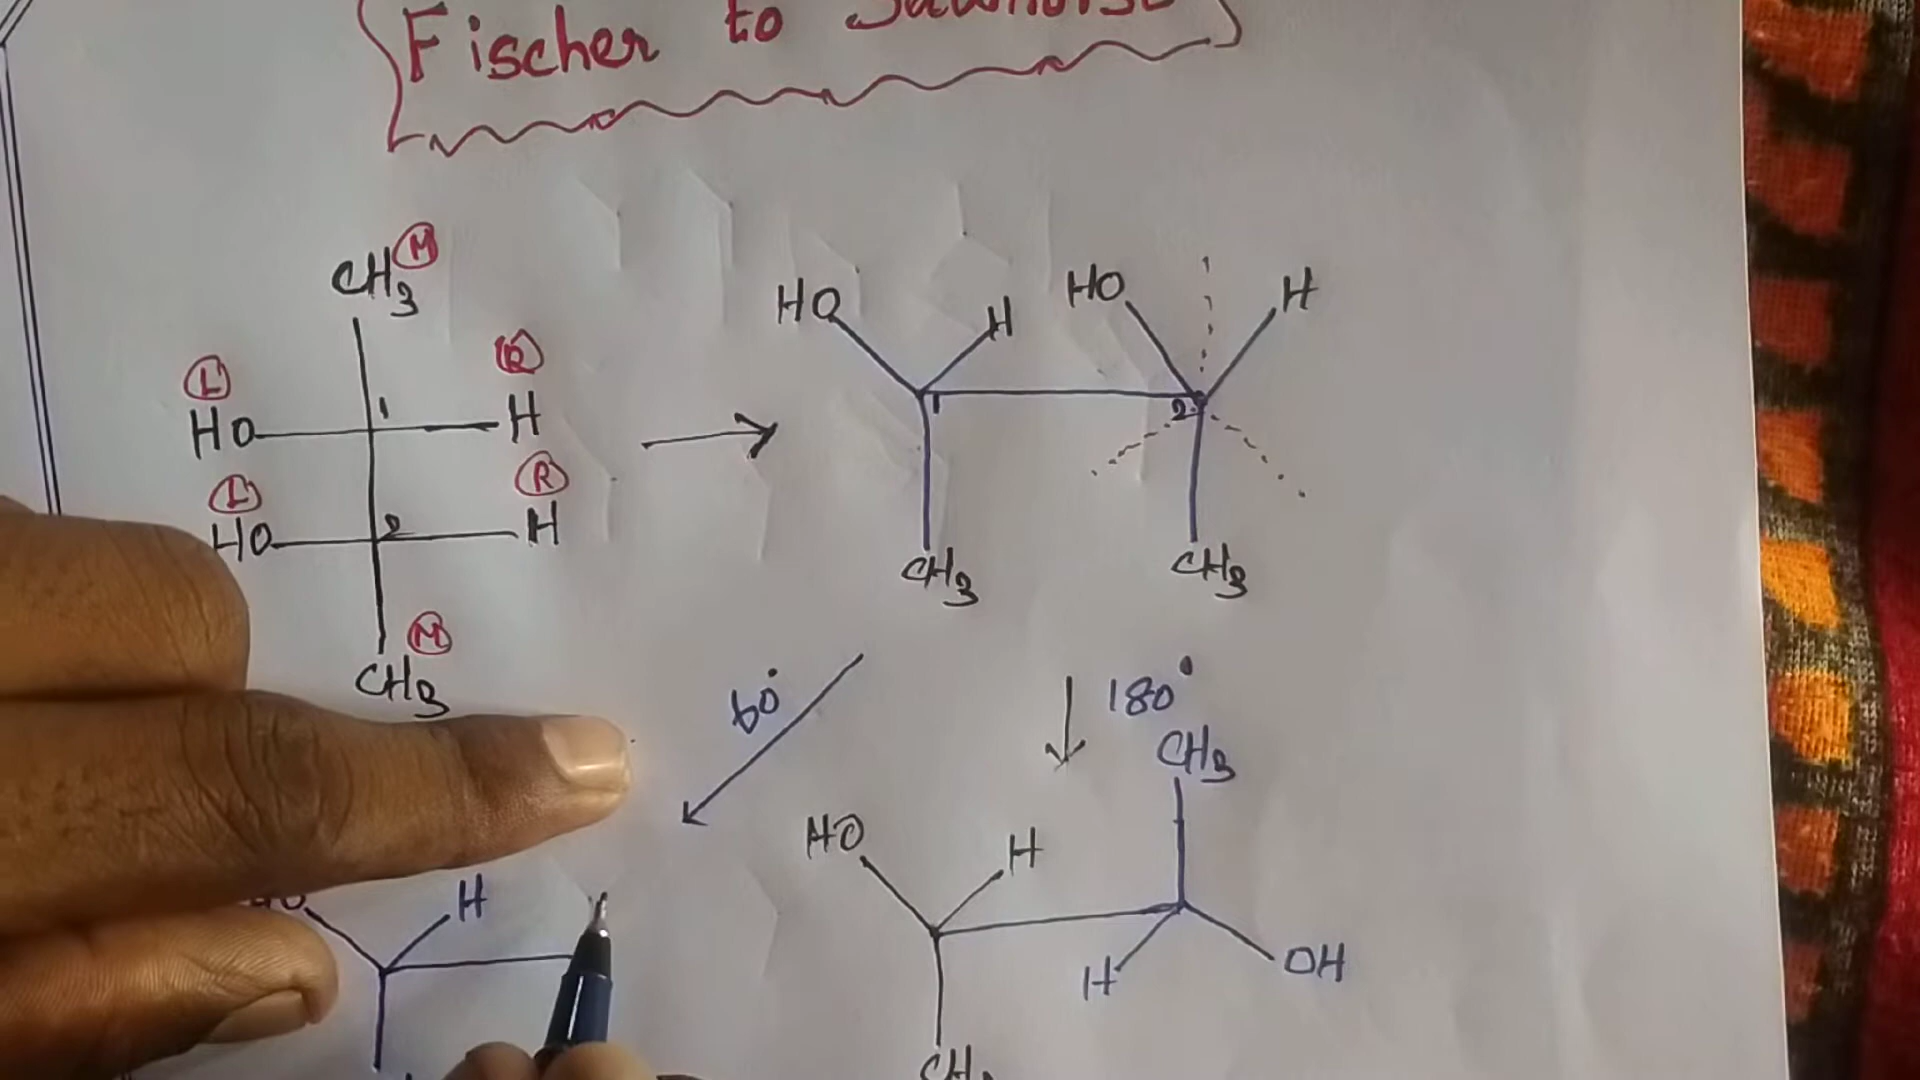 Fischer to Sawhorse
CH3 M
L R
HO 1 H
L R
HO 2 H
M
CH3
HO H HO H
1 2
CH3 CH3
60° 180°
CH3
HO H
H OH
H